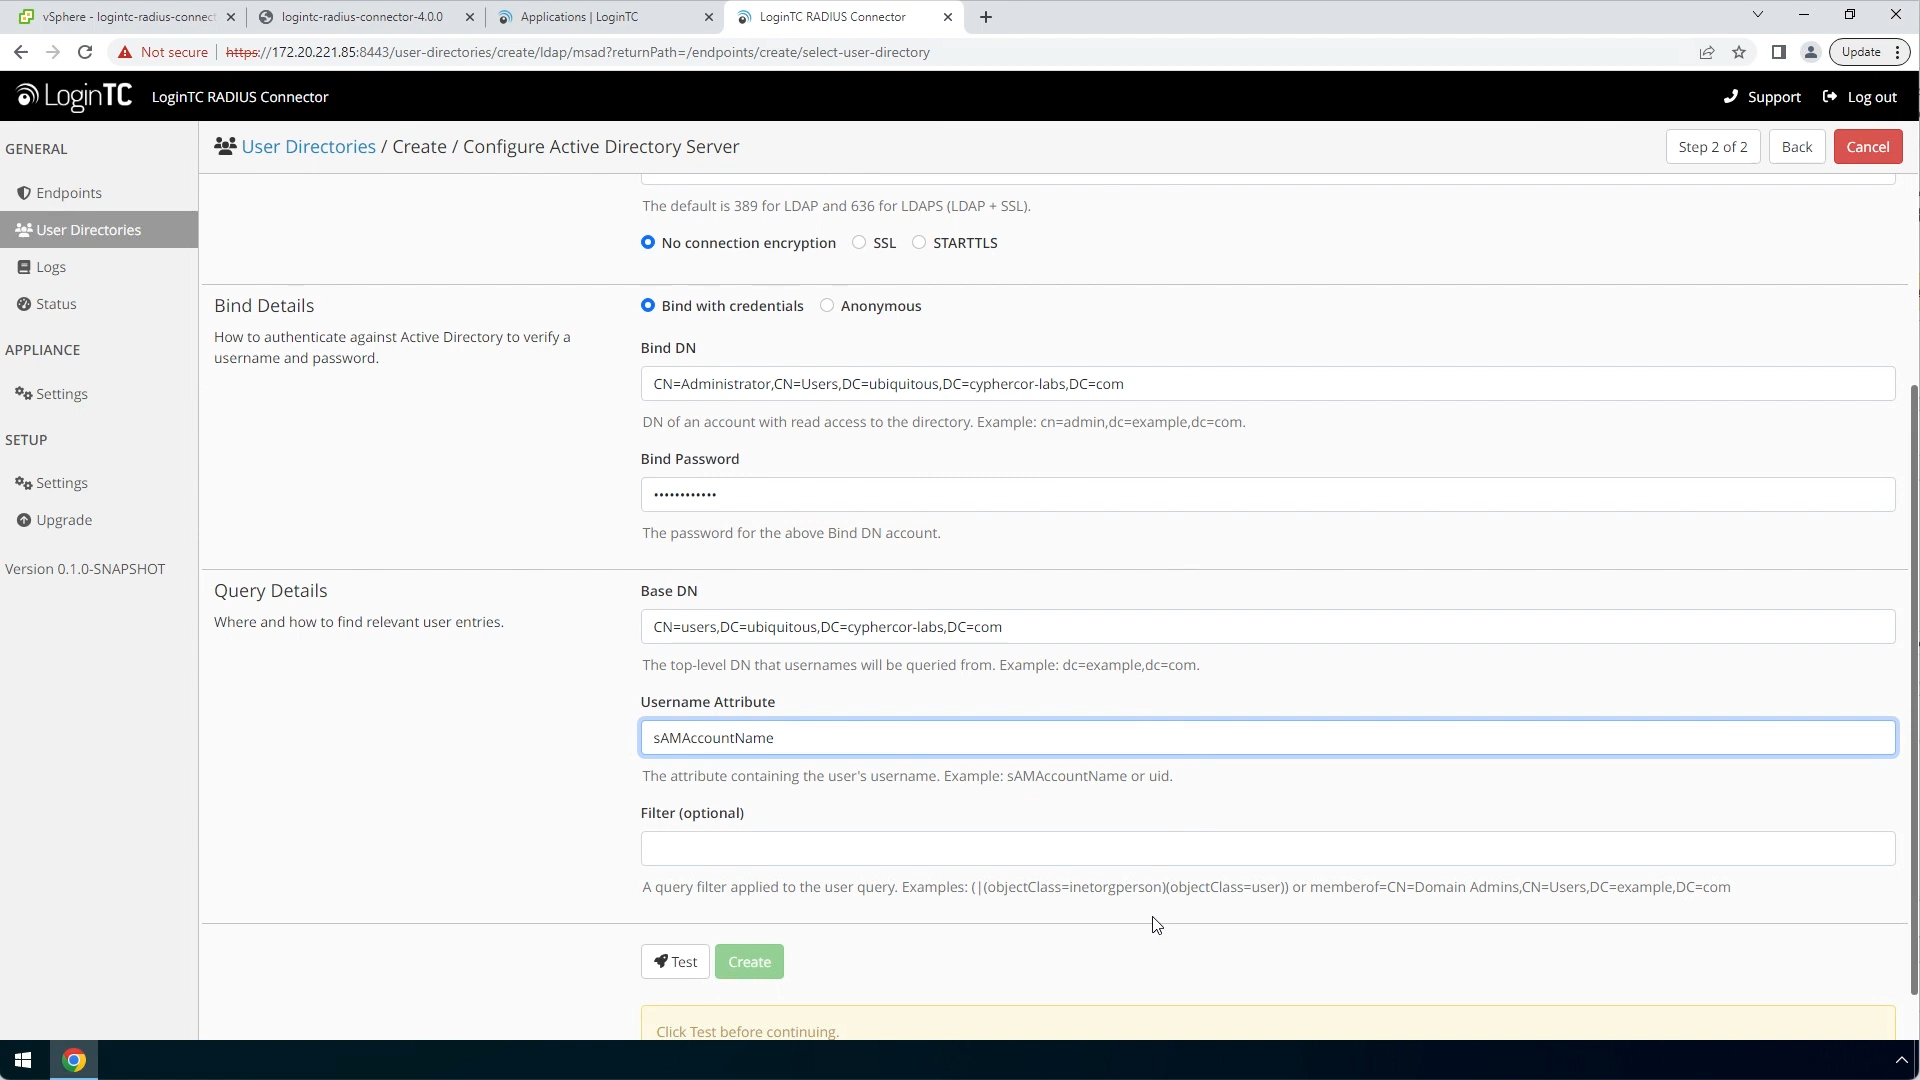 vSphere - logintc-radius-connect
logintc-radius-connector-4.0.0
Applications | LoginTC
LoginTC RADIUS Connector
Not secure
https://172.20.221.85:8443/user-directories/create/ldap/msad?returnPath=/endpoints/create/select-user-directory
Update
LoginTC
LoginTC RADIUS Connector
Support
Log out
GENERAL
Endpoints
User Directories
Logs
Status
APPLIANCE
Settings
SETUP
Settings
Upgrade
Version 0.1.0-SNAPSHOT
User Directories / Create / Configure Active Directory Server
Step 2 of 2
Back
Cancel
The default is 389 for LDAP and 636 for LDAPS (LDAP + SSL).
No connection encryption
SSL
STARTTLS
Bind Details
How to authenticate against Active Directory to verify a
username and password.
Bind with credentials
Anonymous
Bind DN
CN=Administrator,CN=Users,DC=ubiquitous,DC=cyphercor-labs,DC=com
DN of an account with read access to the directory. Example: cn=admin,dc=example,dc=com.
Bind Password
••••••••••••
The password for the above Bind DN account.
Query Details
Where and how to find relevant user entries.
Base DN
CN=users,DC=ubiquitous,DC=cyphercor-labs,DC=com
The top-level DN that usernames will be queried from. Example: dc=example,dc=com.
Username Attribute
sAMAccountName
The attribute containing the user's username. Example: sAMAccountName or uid.
Filter (optional)
A query filter applied to the user query. Examples: (|(objectClass=inetorgperson)(objectClass=user)) or memberof=CN=Domain Admins,CN=Users,DC=example,DC=com
Test
Create
Click Test before continuing.